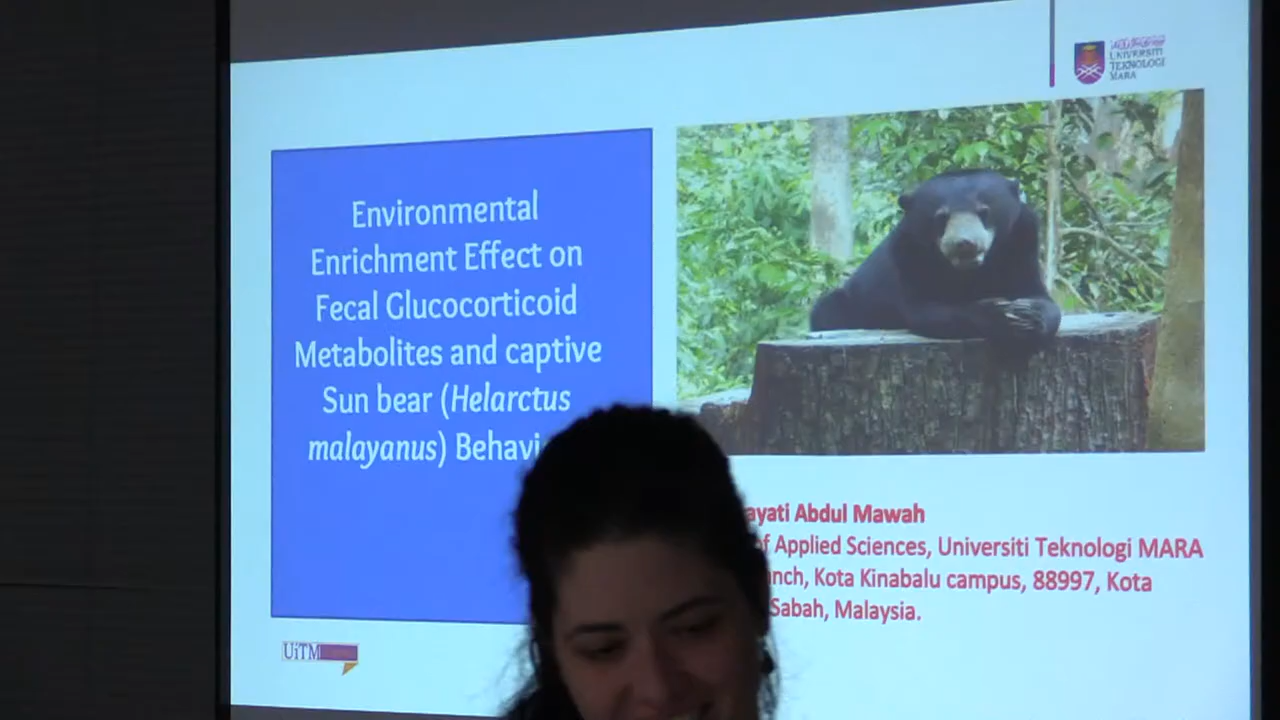 UNIVERSITI
TEKNOLOGI
MARA
Environmental
Enrichment Effect on
Fecal Glucocorticoid
Metabolites and captive
Sun bear (Helarctus
malayanus) Behavi
ayati Abdul Mawah
of Applied Sciences, Universiti Teknologi MARA
nch, Kota Kinabalu campus, 88997, Kota
Sabah, Malaysia.
UiTM